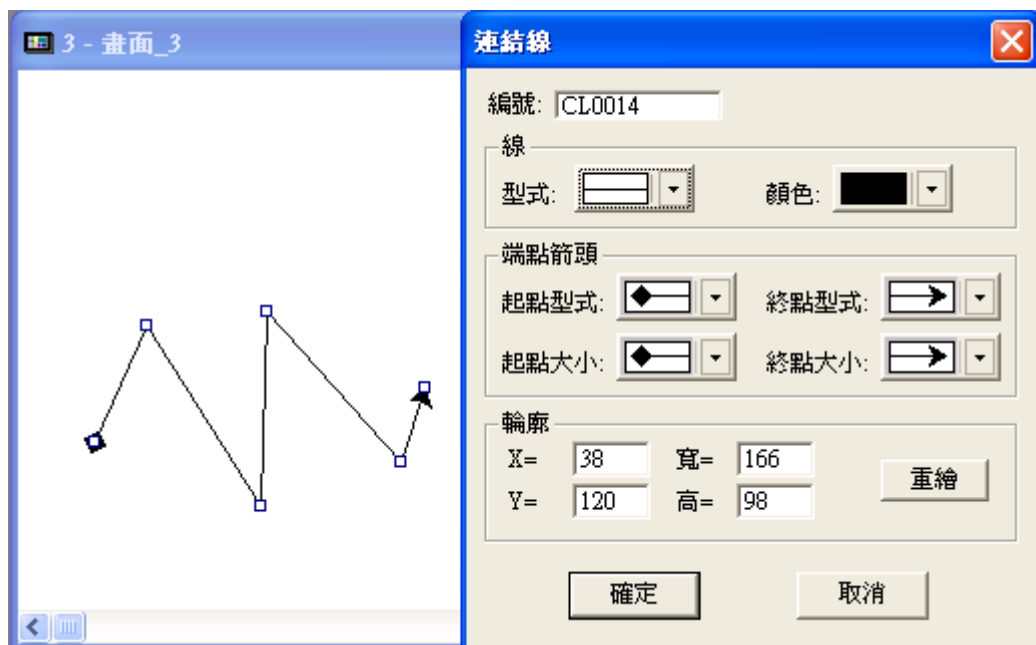 3 - 畫面_3
連結線
編號: CL0014
線
型式: 顏色:
端點箭頭
起點型式: 終點型式:
起點大小: 終點大小:
輪廓
X= 38 寬= 166
Y= 120 高= 98
重繪
確定 取消